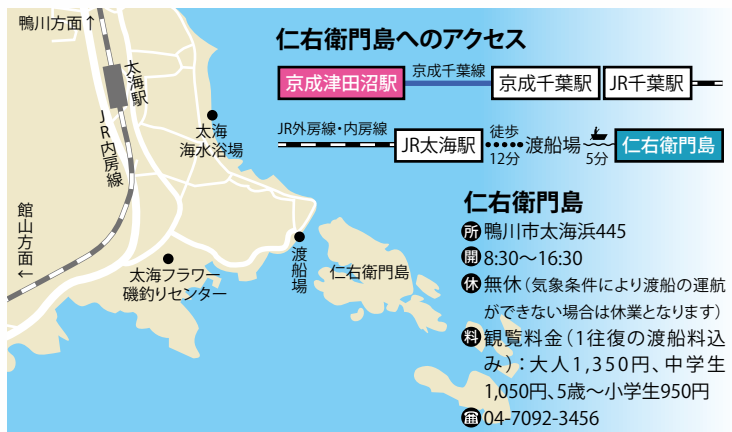 鴨川方面↑
太海駅
JR内房線
館山方面←
太海
海水浴場
太海フラワー
磯釣りセンター
渡船場
仁右衛門島
仁右衛門島へのアクセス
京成津田沼駅 京成千葉線 京成千葉駅 JR千葉駅
JR外房線・内房線 JR太海駅 徒歩12分 渡船場 5分 仁右衛門島
仁右衛門島
所 鴨川市太海浜445
開 8:30～16:30
休 無休（気象条件により渡船の運航
ができない場合は休業となります）
料 観覧料金（1往復の渡船料込
み）：大人1,350円、中学生
1,050円、5歳～小学生950円
04-7092-3456